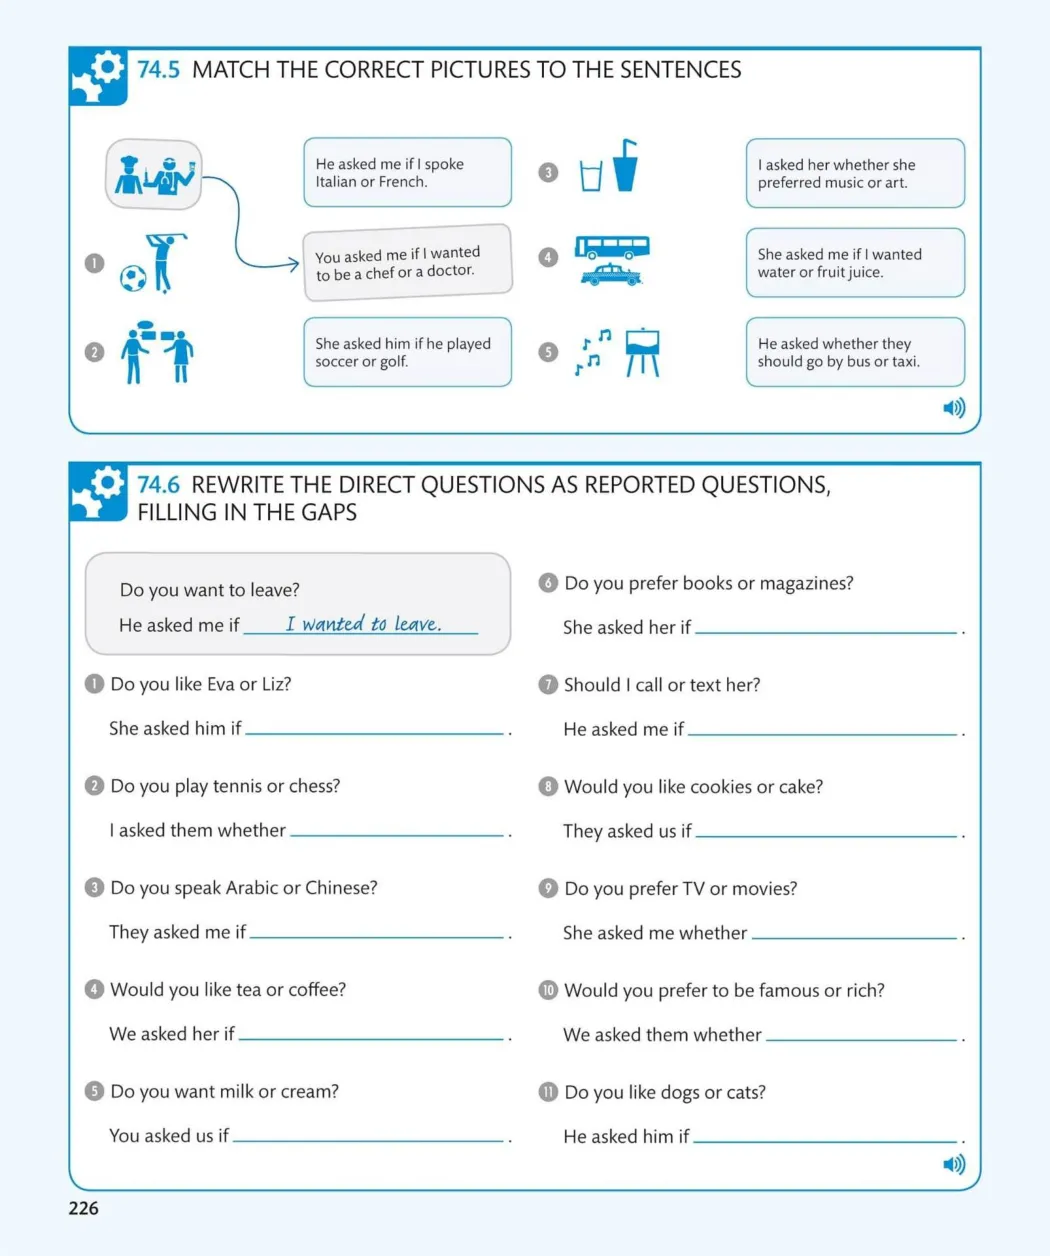 74.5 MATCH THE CORRECT PICTURES TO THE SENTENCES
He asked me if I spoke
Italian or French.
You asked me if I wanted
to be a chef or a doctor.
She asked him if he played
soccer or golf.
1
2
3
4
5
I asked her whether she
preferred music or art.
She asked me if I wanted
water or fruit juice.
He asked whether they
should go by bus or taxi.
74.6 REWRITE THE DIRECT QUESTIONS AS REPORTED QUESTIONS,
FILLING IN THE GAPS
Do you want to leave?
He asked me if I wanted to leave.
1 Do you like Eva or Liz?
She asked him if .
2 Do you play tennis or chess?
I asked them whether .
3 Do you speak Arabic or Chinese?
They asked me if .
4 Would you like tea or coffee?
We asked her if .
5 Do you want milk or cream?
You asked us if .
6 Do you prefer books or magazines?
She asked her if .
7 Should I call or text her?
He asked me if .
8 Would you like cookies or cake?
They asked us if .
9 Do you prefer TV or movies?
She asked me whether .
10 Would you prefer to be famous or rich?
We asked them whether .
11 Do you like dogs or cats?
He asked him if .
226